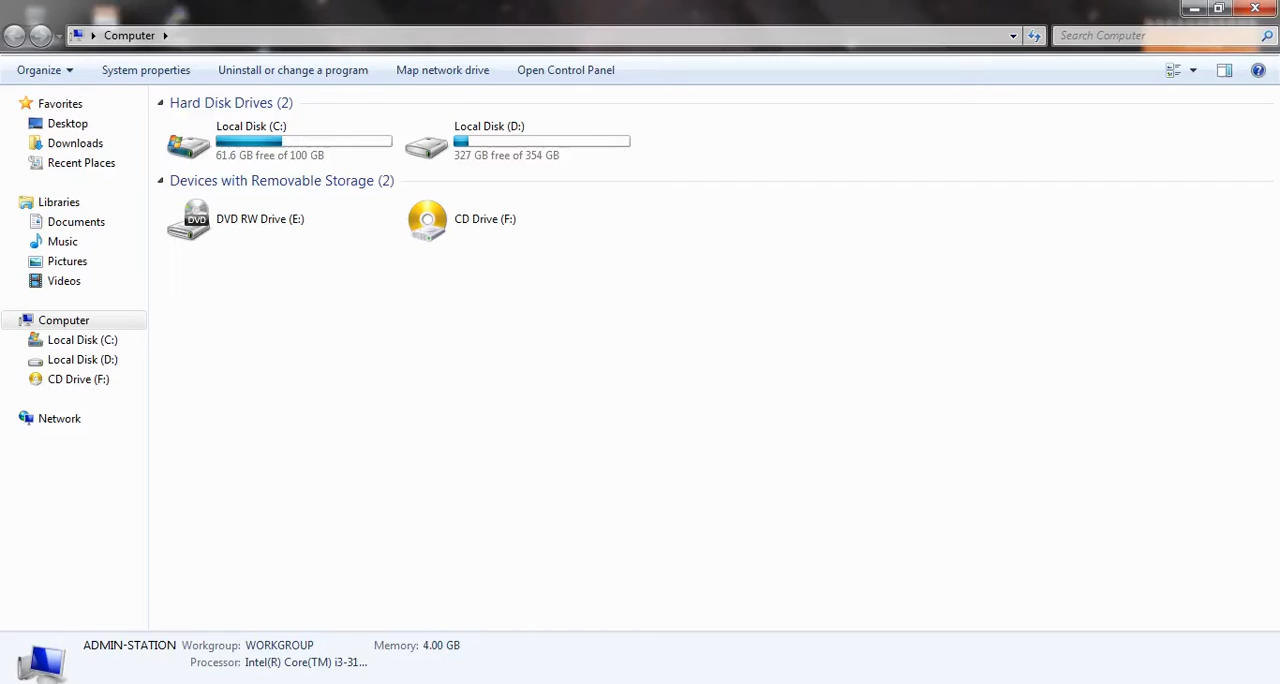 Computer
Search Computer
Organize
System properties
Uninstall or change a program
Map network drive
Open Control Panel
Favorites
Desktop
Downloads
Recent Places
Libraries
Documents
Music
Pictures
Videos
Computer
Local Disk (C:)
Local Disk (D:)
CD Drive (F:)
Network
Hard Disk Drives (2)
Local Disk (C:)
61.6 GB free of 100 GB
Local Disk (D:)
327 GB free of 354 GB
Devices with Removable Storage (2)
DVD
DVD RW Drive (E:)
CD Drive (F:)
ADMIN-STATION Workgroup: WORKGROUP Memory: 4.00 GB
Processor: Intel(R) Core(TM) i3-31...